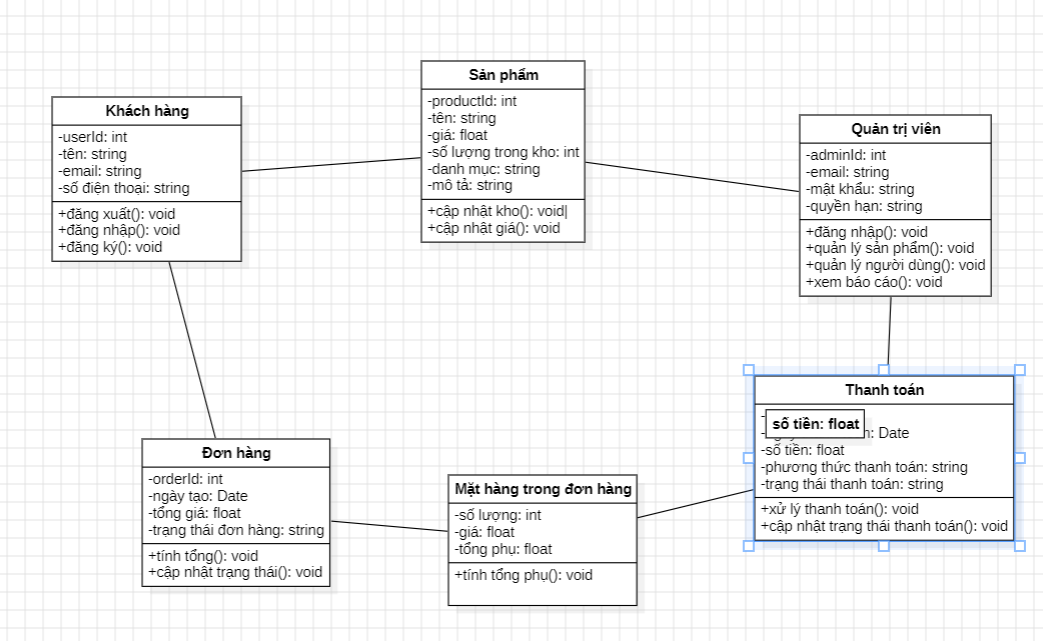 Khách hàng
-userId: int
-tên: string
-email: string
-số điện thoại: string
+đăng xuất(): void
+đăng nhập(): void
+đăng ký(): void
Sản phẩm
-productId: int
-tên: string
-giá: float
-số lượng trong kho: int
-danh mục: string
-mô tả: string
+cập nhật kho(): void
+cập nhật giá(): void
Quản trị viên
-adminId: int
-email: string
-mật khẩu: string
-quyền hạn: string
+đăng nhập(): void
+quản lý sản phẩm(): void
+quản lý người dùng(): void
+xem báo cáo(): void
Đơn hàng
-orderId: int
-ngày tạo: Date
-tổng giá: float
-trạng thái đơn hàng: string
+tính tổng(): void
+cập nhật trạng thái(): void
Mặt hàng trong đơn hàng
-số lượng: int
-giá: float
-tổng phụ: float
+tính tổng phụ(): void
Thanh toán
số tiền: float
: Date
-số tiền: float
-phương thức thanh toán: string
-trạng thái thanh toán: string
+xử lý thanh toán(): void
+cập nhật trạng thái thanh toán(): void